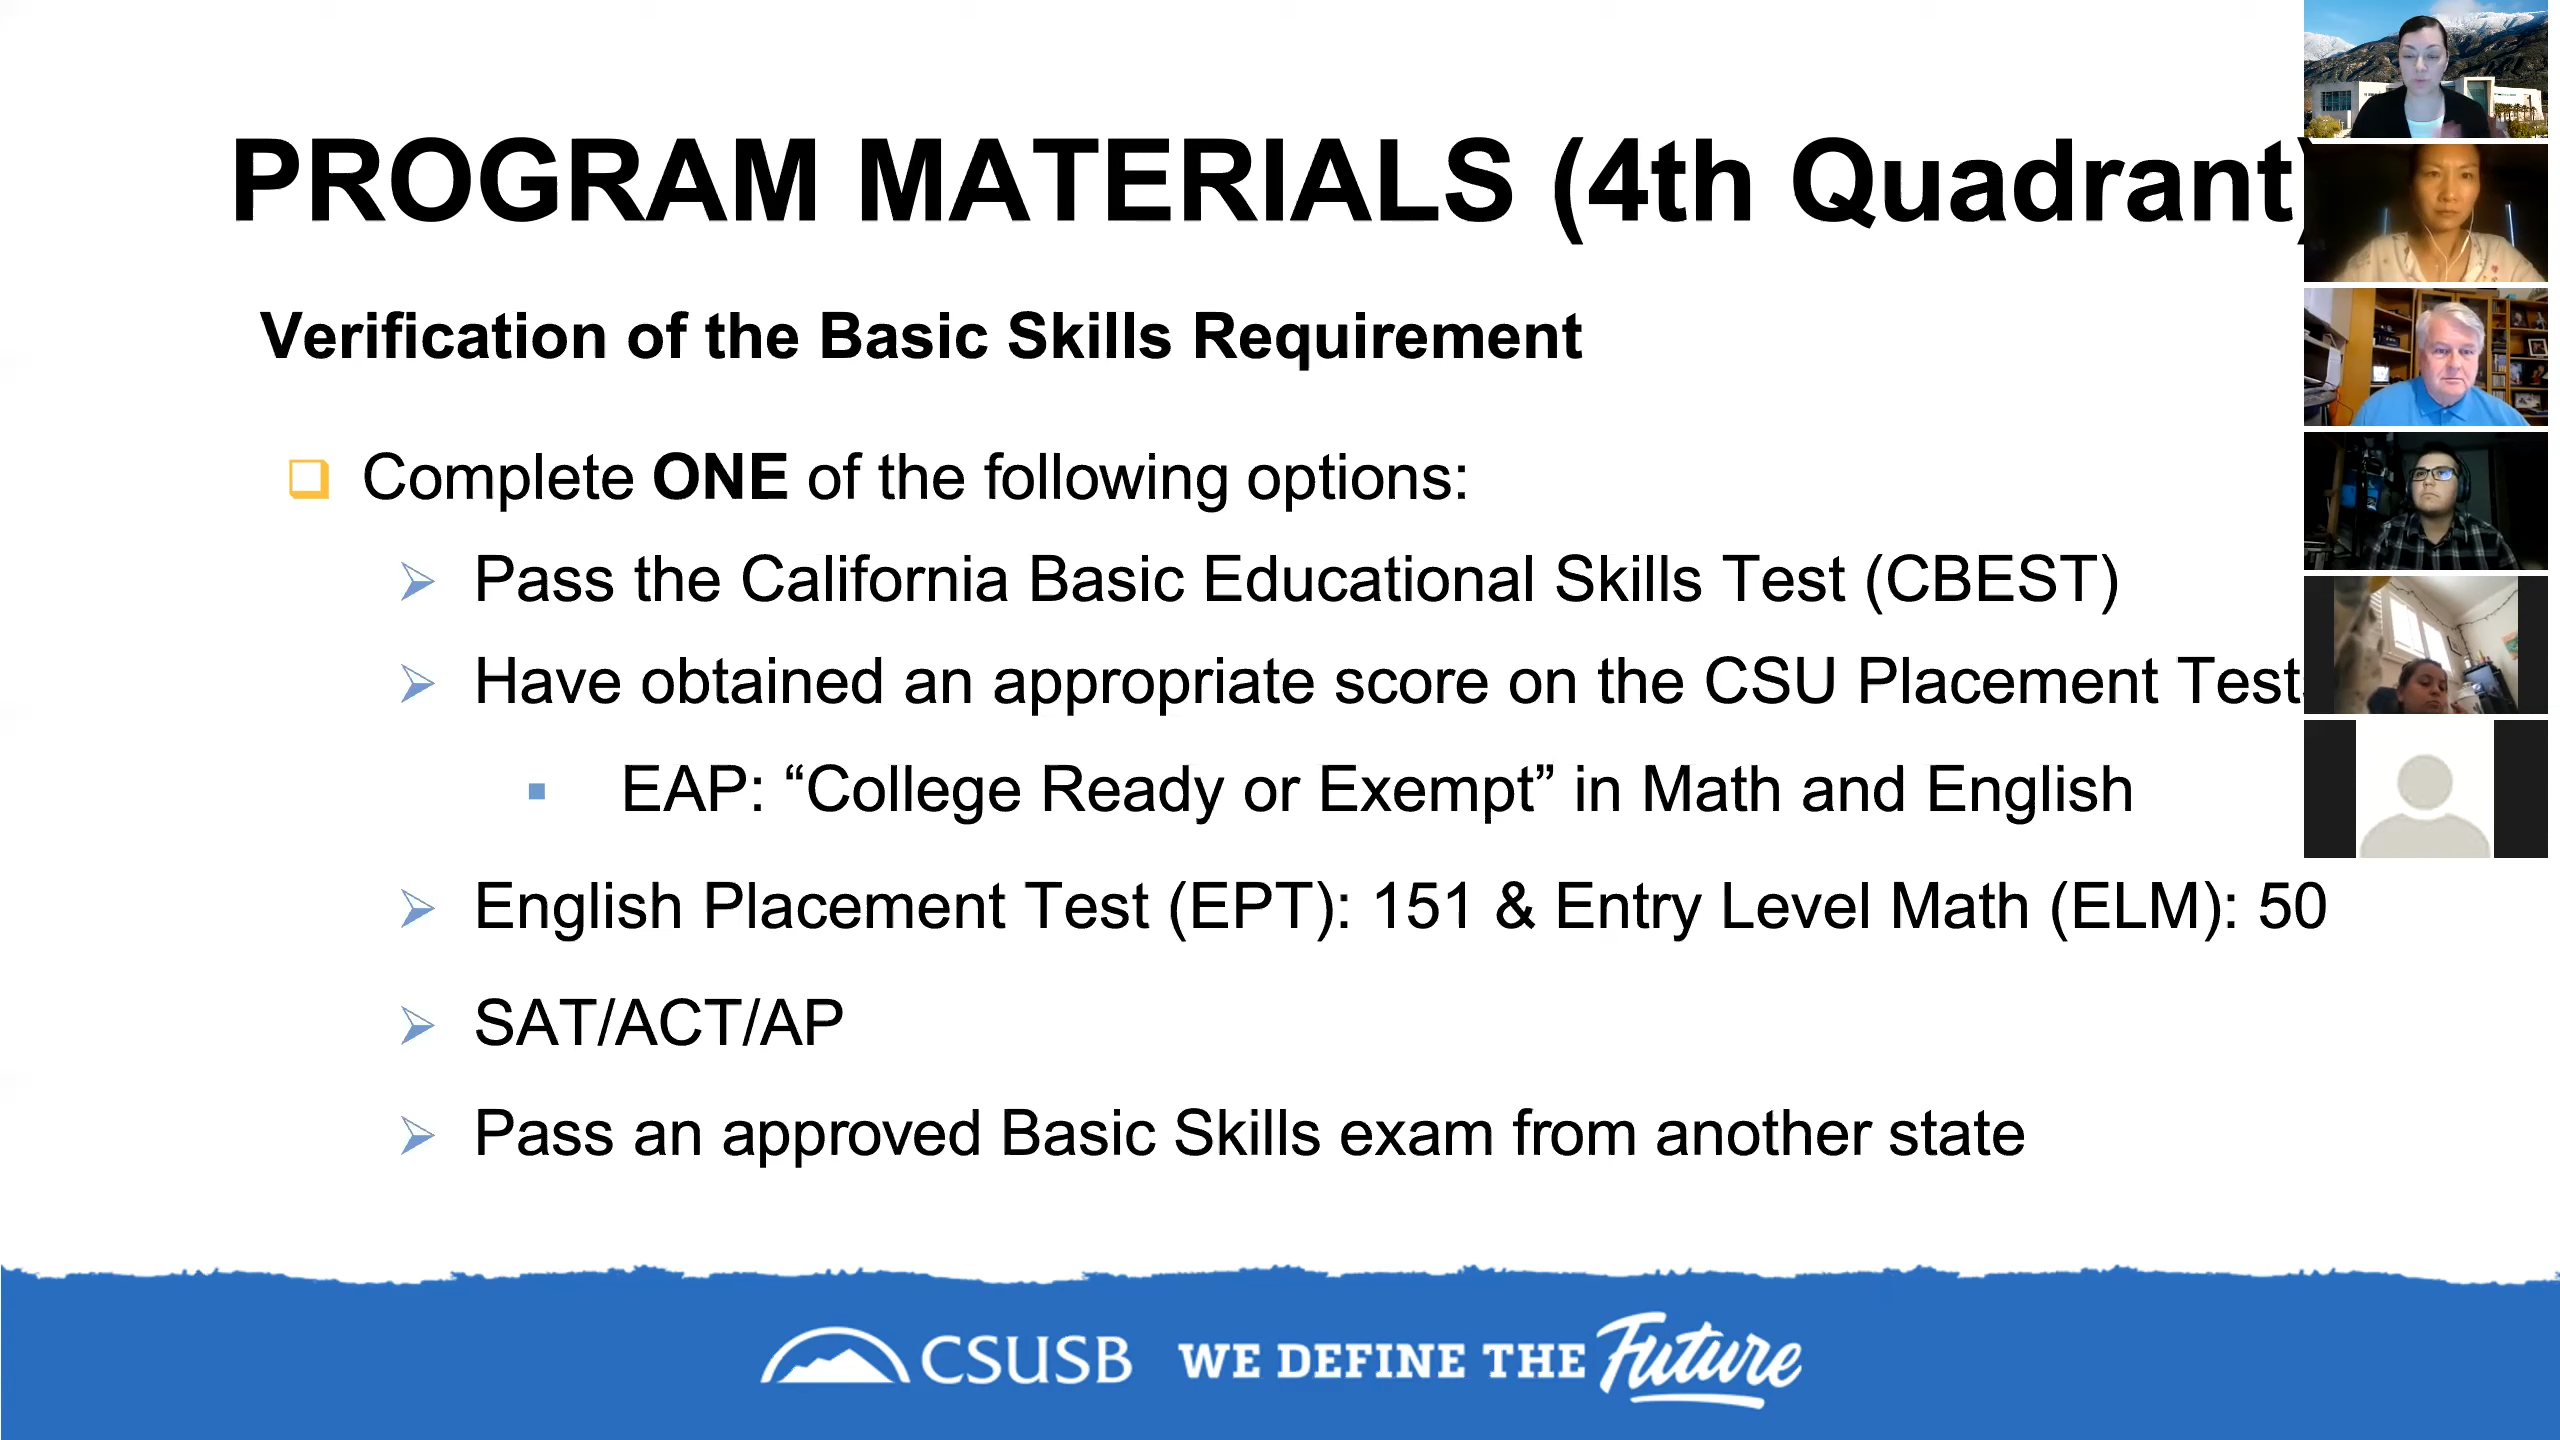 PROGRAM MATERIALS (4th Quadrant)
Verification of the Basic Skills Requirement
Complete ONE of the following options:
Pass the California Basic Educational Skills Test (CBEST)
Have obtained an appropriate score on the CSU Placement Tests
EAP: “College Ready or Exempt” in Math and English
English Placement Test (EPT): 151 & Entry Level Math (ELM): 50
SAT/ACT/AP
Pass an approved Basic Skills exam from another state
CSUSB WE DEFINE THE Future